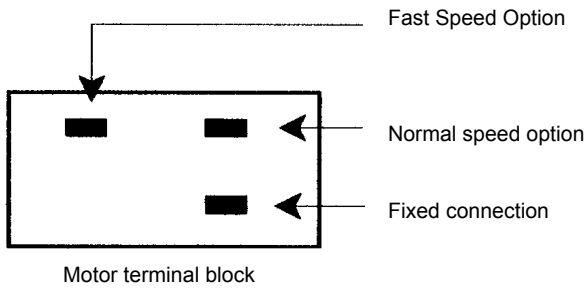 Fast Speed Option
Normal speed option
Fixed connection
Motor terminal block